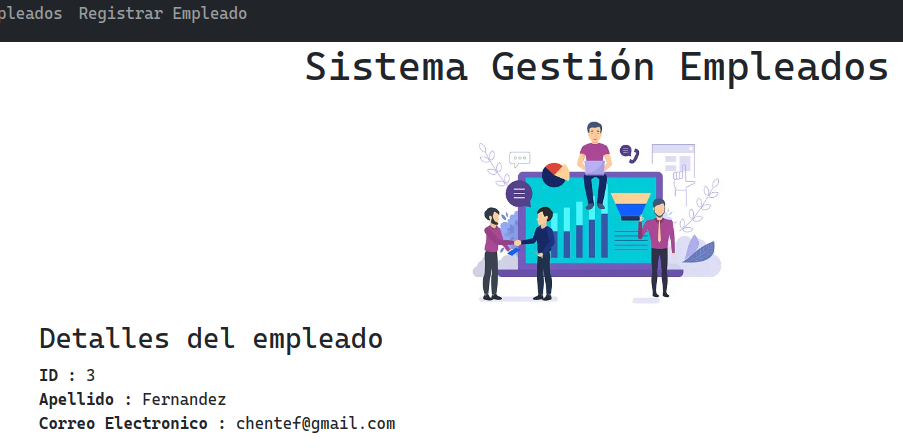 pleados Registrar Empleado
Sistema Gestión Empleados
Detalles del empleado
ID : 3
Apellido : Fernandez
Correo Electronico : chentef@gmail.com